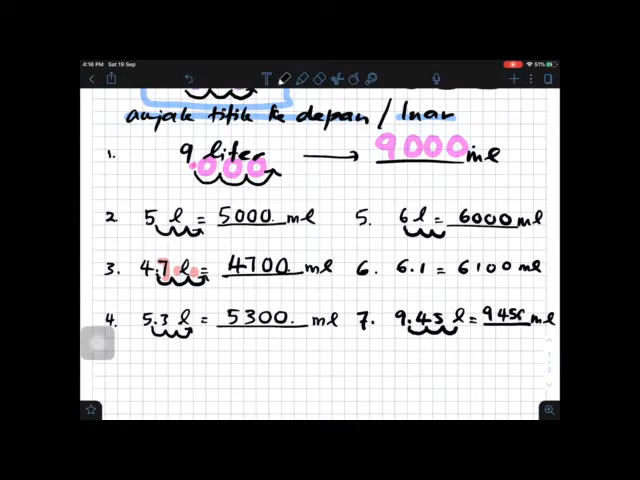 4:16 PM Sat 19 Sep
51%
anjak titik ke depan / luar
1. 9 liter → 9000 ml
.000
2. 5 l = 5000. ml
3. 4.7 l = 4700. ml
4. 5.3 l = 5300. ml
5. 6 l = 6000 ml
6. 6.1 = 6100 ml
7. 9.45 l = 9450 ml